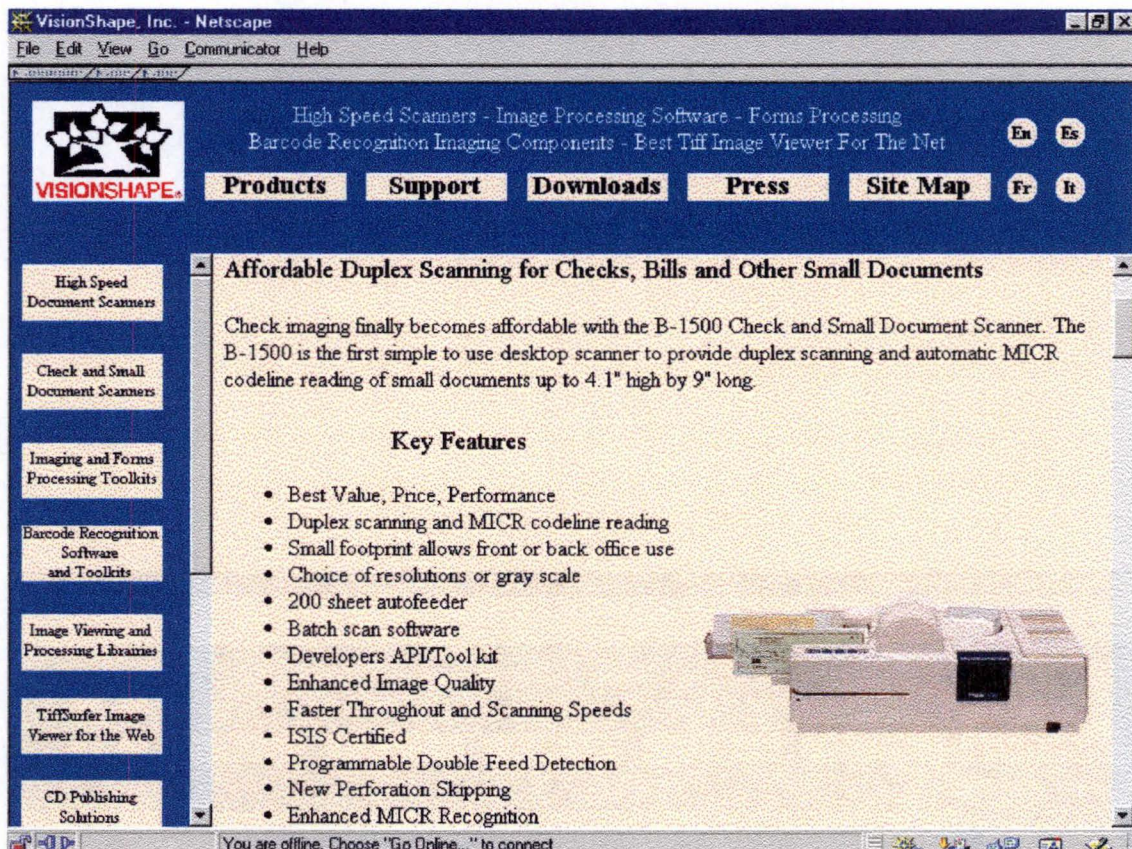 VisionShape, Inc. - Netscape
File Edit View Go Communicator Help
High Speed Scanners - Image Processing Software - Forms Processing
Barcode Recognition Imaging Components - Best Tiff Image Viewer For The Net
En Es
VISIONSHAPE
Products Support Downloads Press Site Map Fr It
High Speed
Document Scanners
Check and Small
Document Scanners
Imaging and Forms
Processing Toolkits
Barcode Recognition
Software
and Toolkits
Image Viewing and
Processing Librairies
TiffSurfer Image
Viewer for the Web
CD Publishing
Solutions
Affordable Duplex Scanning for Checks, Bills and Other Small Documents
Check imaging finally becomes affordable with the B-1500 Check and Small Document Scanner. The
B-1500 is the first simple to use desktop scanner to provide duplex scanning and automatic MICR
codeline reading of small documents up to 4.1" high by 9" long.
Key Features
• Best Value, Price, Performance
• Duplex scanning and MICR codeline reading
• Small footprint allows front or back office use
• Choice of resolutions or gray scale
• 200 sheet autofeeder
• Batch scan software
• Developers API/Tool kit
• Enhanced Image Quality
• Faster Throughout and Scanning Speeds
• ISIS Certified
• Programmable Double Feed Detection
• New Perforation Skipping
• Enhanced MICR Recognition
You are offline. Choose "Go Online..." to connect